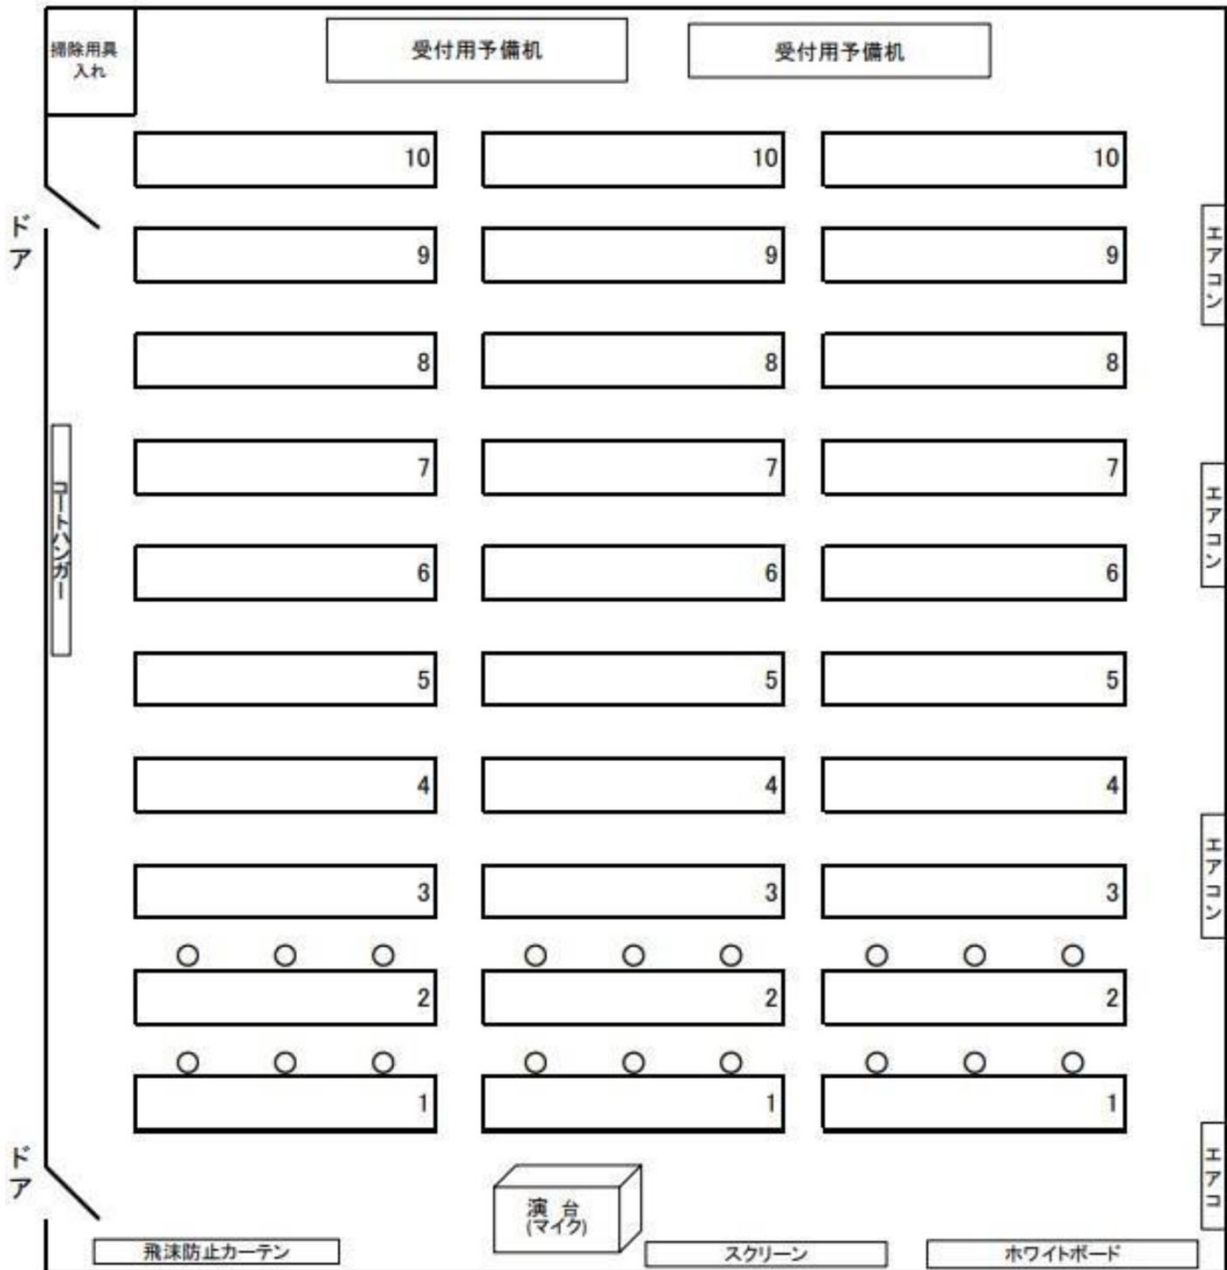 掃除用具
入れ
受付用予備机
受付用予備机
10
10
10
ドア
9
9
9
エアコン
8
8
8
コートハンガー
7
7
7
エアコン
6
6
6
5
5
5
4
4
4
エアコン
3
3
3
2
2
2
1
1
1
ドア
エアコ
演 台
(マイク)
飛沫防止カーテン
スクリーン
ホワイトボード